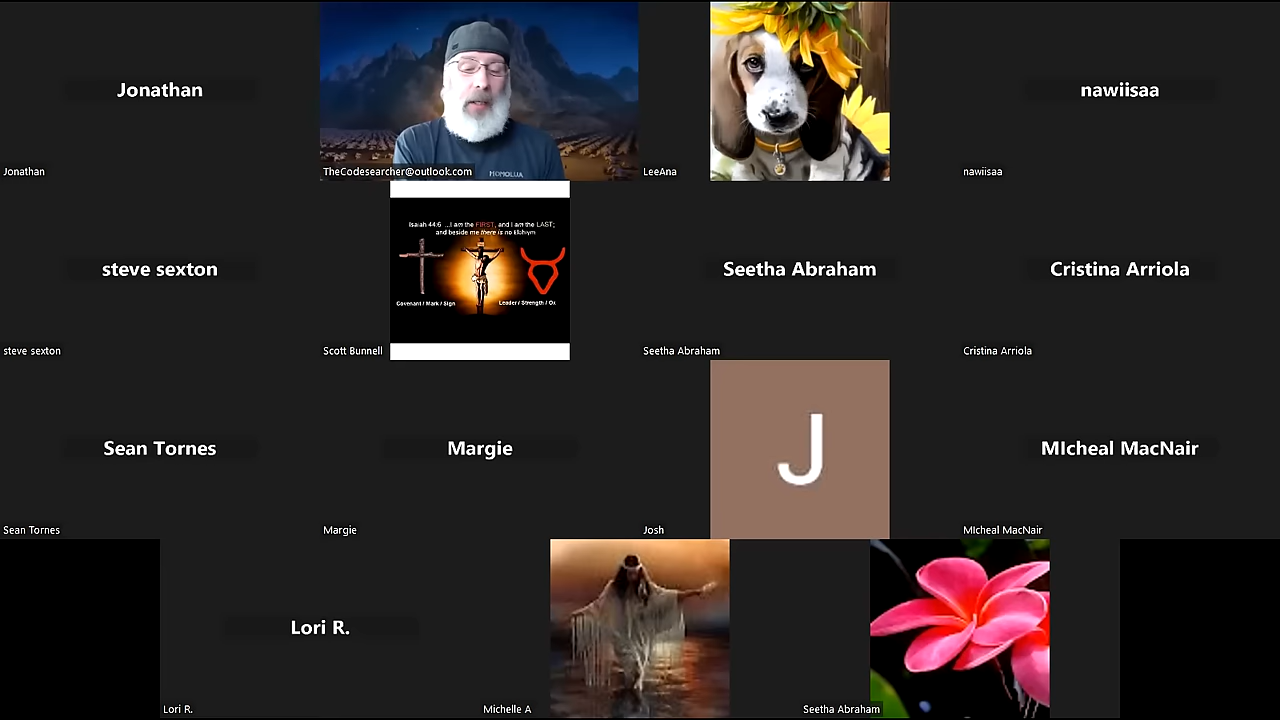 Jonathan
Jonathan
TheCodesearcher@outlook.com
LeeAna
nawiisaa
nawiisaa
steve sexton
steve sexton
Isaiah 44:6 ...I am the FIRST, and I am the LAST;
and beside me there is no Elohiym
Covenant / Mark / Sign
Leader / Strength / Ox
Scott Bunnell
Seetha Abraham
Seetha Abraham
Cristina Arriola
Cristina Arriola
Sean Tornes
Sean Tornes
Margie
Margie
J
Josh
MIcheal MacNair
MIcheal MacNair
Lori R.
Lori R.
Michelle A
Seetha Abraham